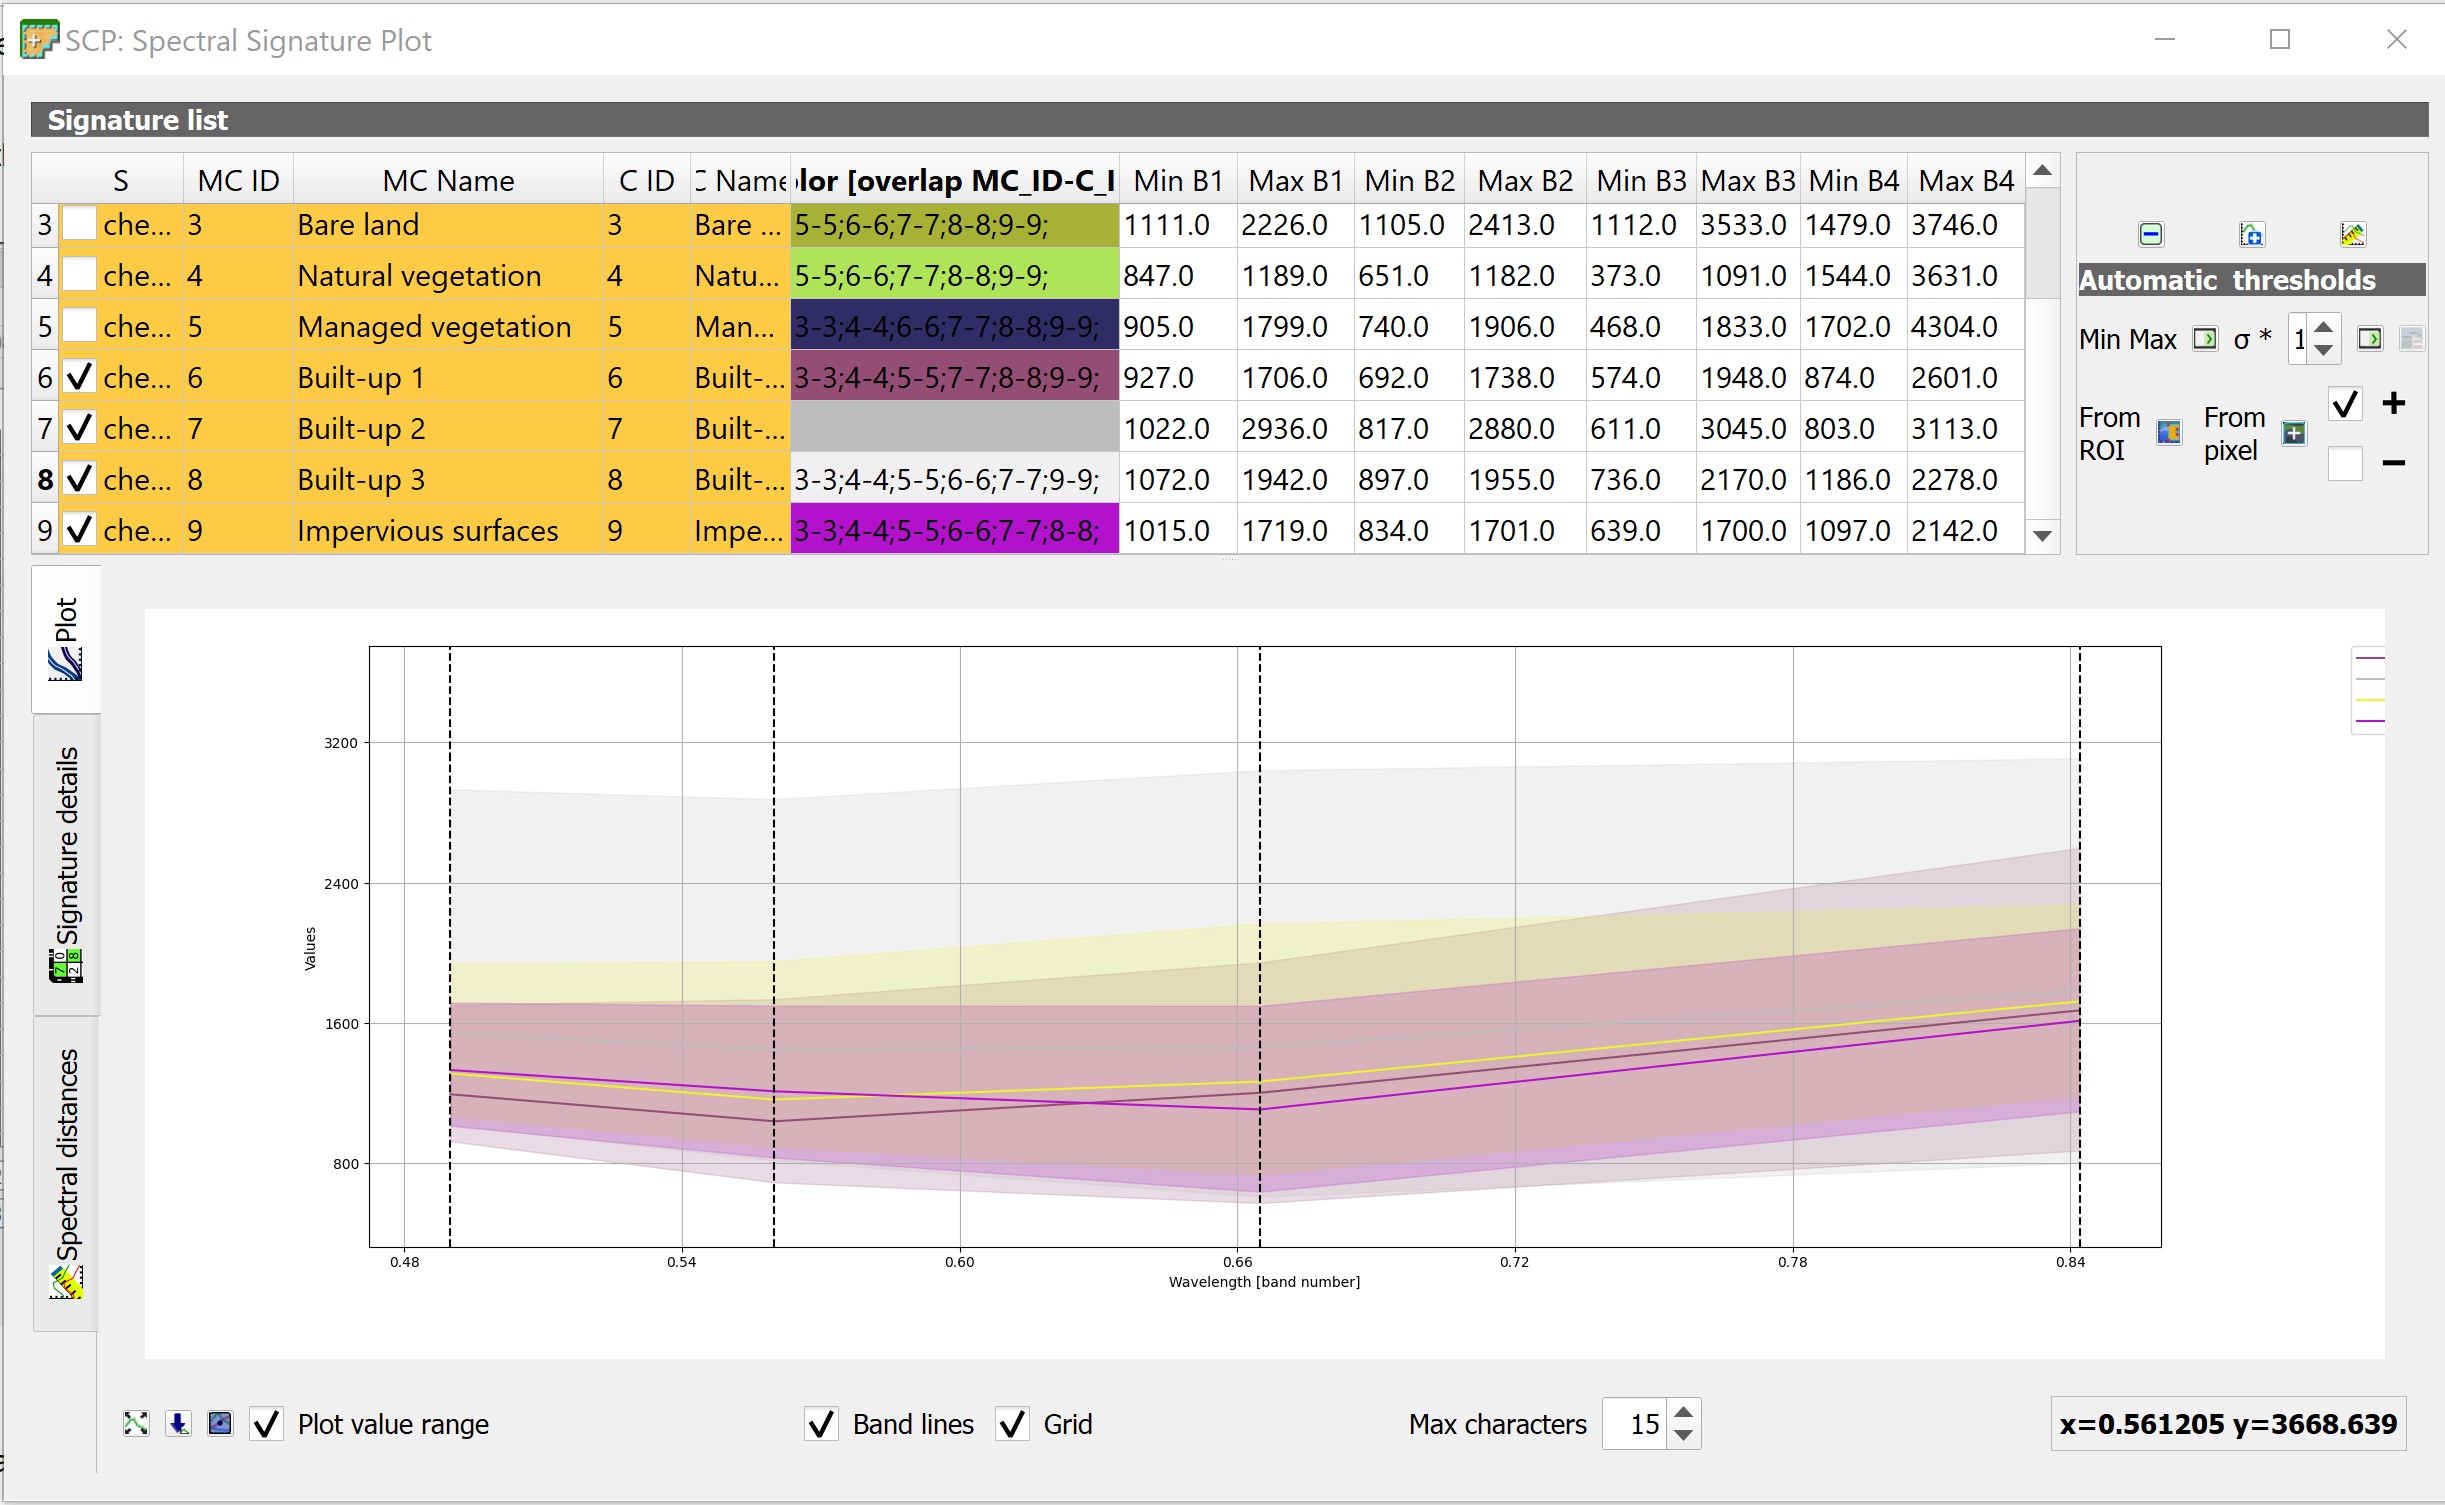 SCP: Spectral Signature Plot
Signature list
S MC ID MC Name C ID C Name lor [overlap MC_ID-C_I Min B1 Max B1 Min B2 Max B2 Min B3 Max B3 Min B4 Max B4
3 che... 3 Bare land 3 Bare ... 5-5;6-6;7-7;8-8;9-9; 1111.0 2226.0 1105.0 2413.0 1112.0 3533.0 1479.0 3746.0
4 che... 4 Natural vegetation 4 Natu... 5-5;6-6;7-7;8-8;9-9; 847.0 1189.0 651.0 1182.0 373.0 1091.0 1544.0 3631.0
5 che... 5 Managed vegetation 5 Man... 3-3;4-4;6-6;7-7;8-8;9-9; 905.0 1799.0 740.0 1906.0 468.0 1833.0 1702.0 4304.0
6 che... 6 Built-up 1 6 Built-... 3-3;4-4;5-5;7-7;8-8;9-9; 927.0 1706.0 692.0 1738.0 574.0 1948.0 874.0 2601.0
7 che... 7 Built-up 2 7 Built-... 1022.0 2936.0 817.0 2880.0 611.0 3045.0 803.0 3113.0
8 che... 8 Built-up 3 8 Built-... 3-3;4-4;5-5;6-6;7-7;9-9; 1072.0 1942.0 897.0 1955.0 736.0 2170.0 1186.0 2278.0
9 che... 9 Impervious surfaces 9 Impe... 3-3;4-4;5-5;6-6;7-7;8-8; 1015.0 1719.0 834.0 1701.0 639.0 1700.0 1097.0 2142.0
Automatic thresholds
Min Max σ * 1
From ROI From pixel + −
Plot
Signature details
Spectral distances
3200
2400
1600
800
Values
0.48 0.54 0.60 0.66 0.72 0.78 0.84
Wavelength [band number]
Plot value range Band lines Grid Max characters 15 x=0.561205 y=3668.639